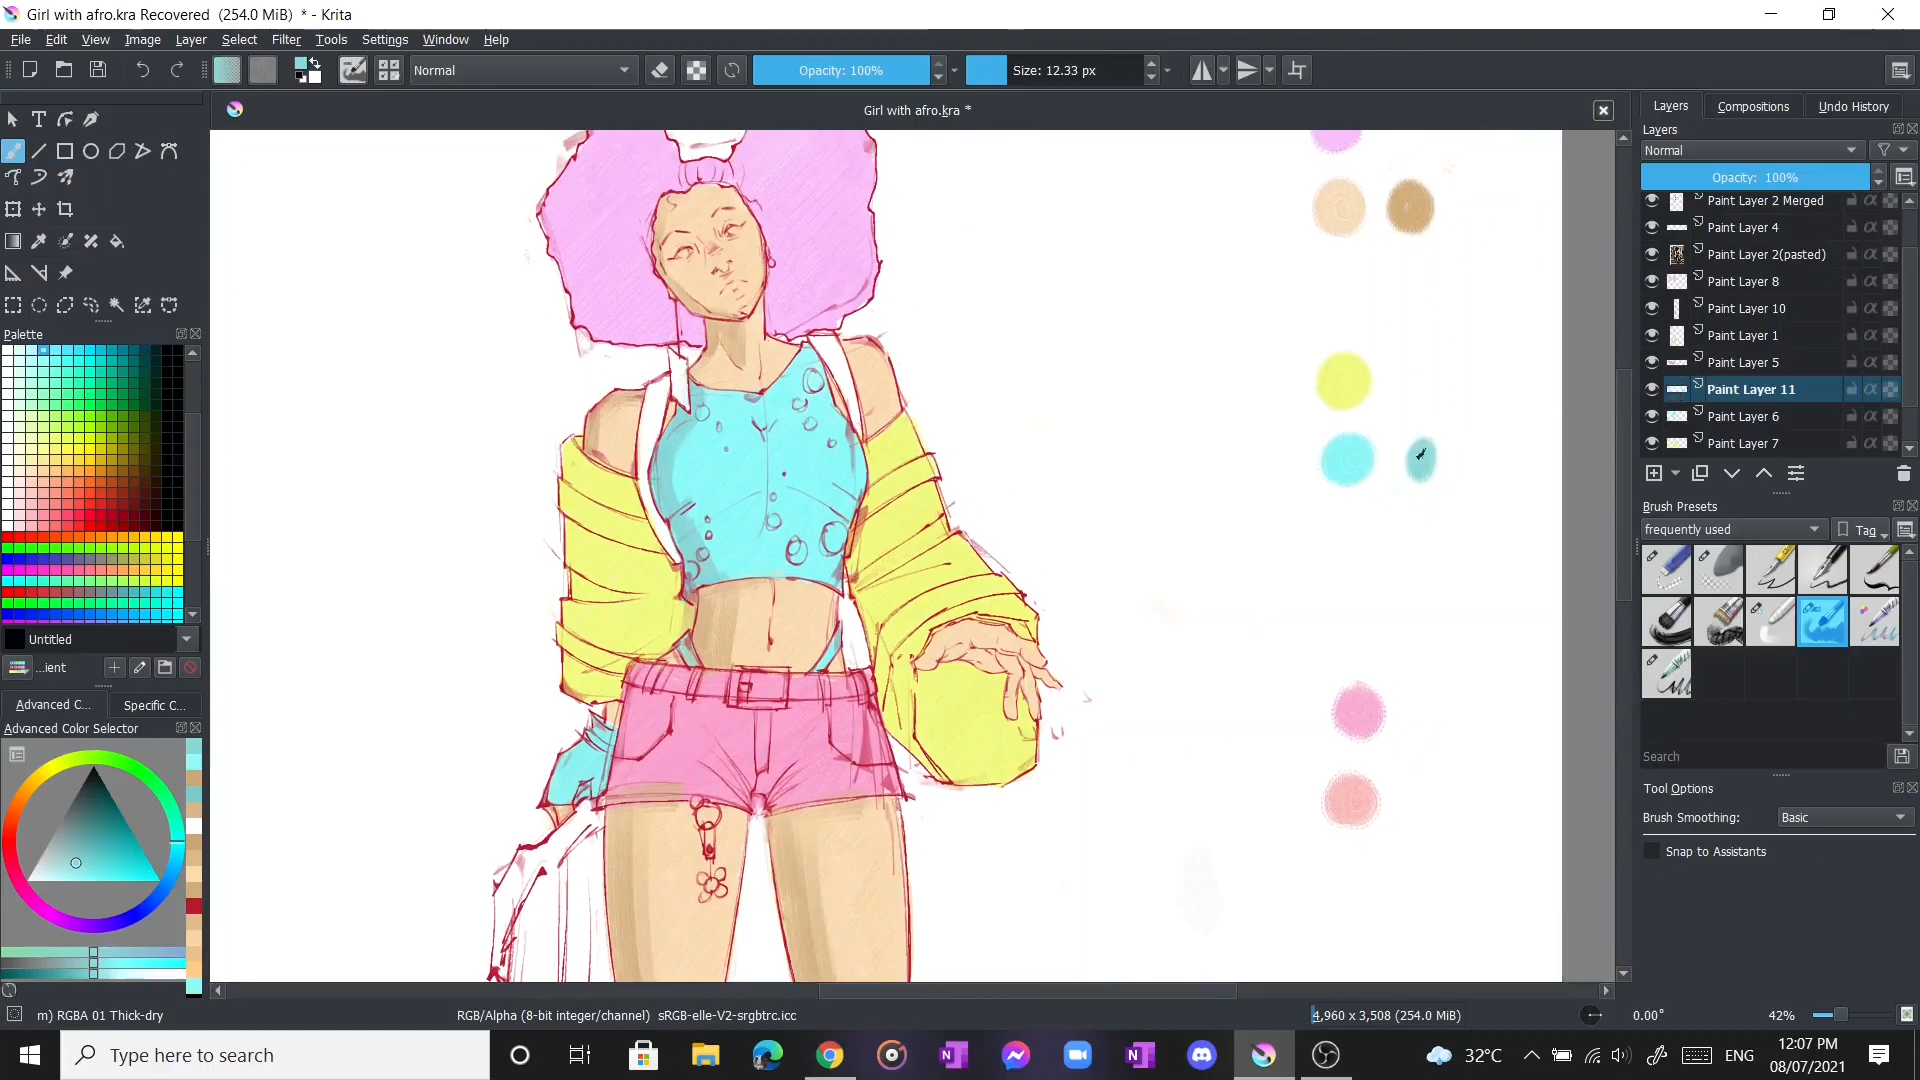 Girl with afro.kra Recovered (254.0 MiB) * - Krita
File Edit View Image Layer Select Filter Tools Settings Window Help
Normal
Opacity: 100%
Size: 12.33 px
Girl with afro.kra *
Layers Compositions Undo History
Layers
Normal
Opacity: 100%
Paint Layer 2 Merged
Paint Layer 4
Paint Layer 2(pasted)
Paint Layer 8
Paint Layer 10
Paint Layer 1
Paint Layer 5
Paint Layer 11
Paint Layer 6
Paint Layer 7
Brush Presets
frequently used
Tag
Search
Tool Options
Brush Smoothing: Basic
Snap to Assistants
Palette
Untitled
...ient
Advanced C... Specific C...
Advanced Color Selector
m) RGBA 01 Thick-dry
RGB/Alpha (8-bit integer/channel) sRGB-elle-V2-srgbtrc.icc
4,960 x 3,508 (254.0 MiB)
0.00°
42%
Type here to search
32°C
ENG
12:07 PM
08/07/2021